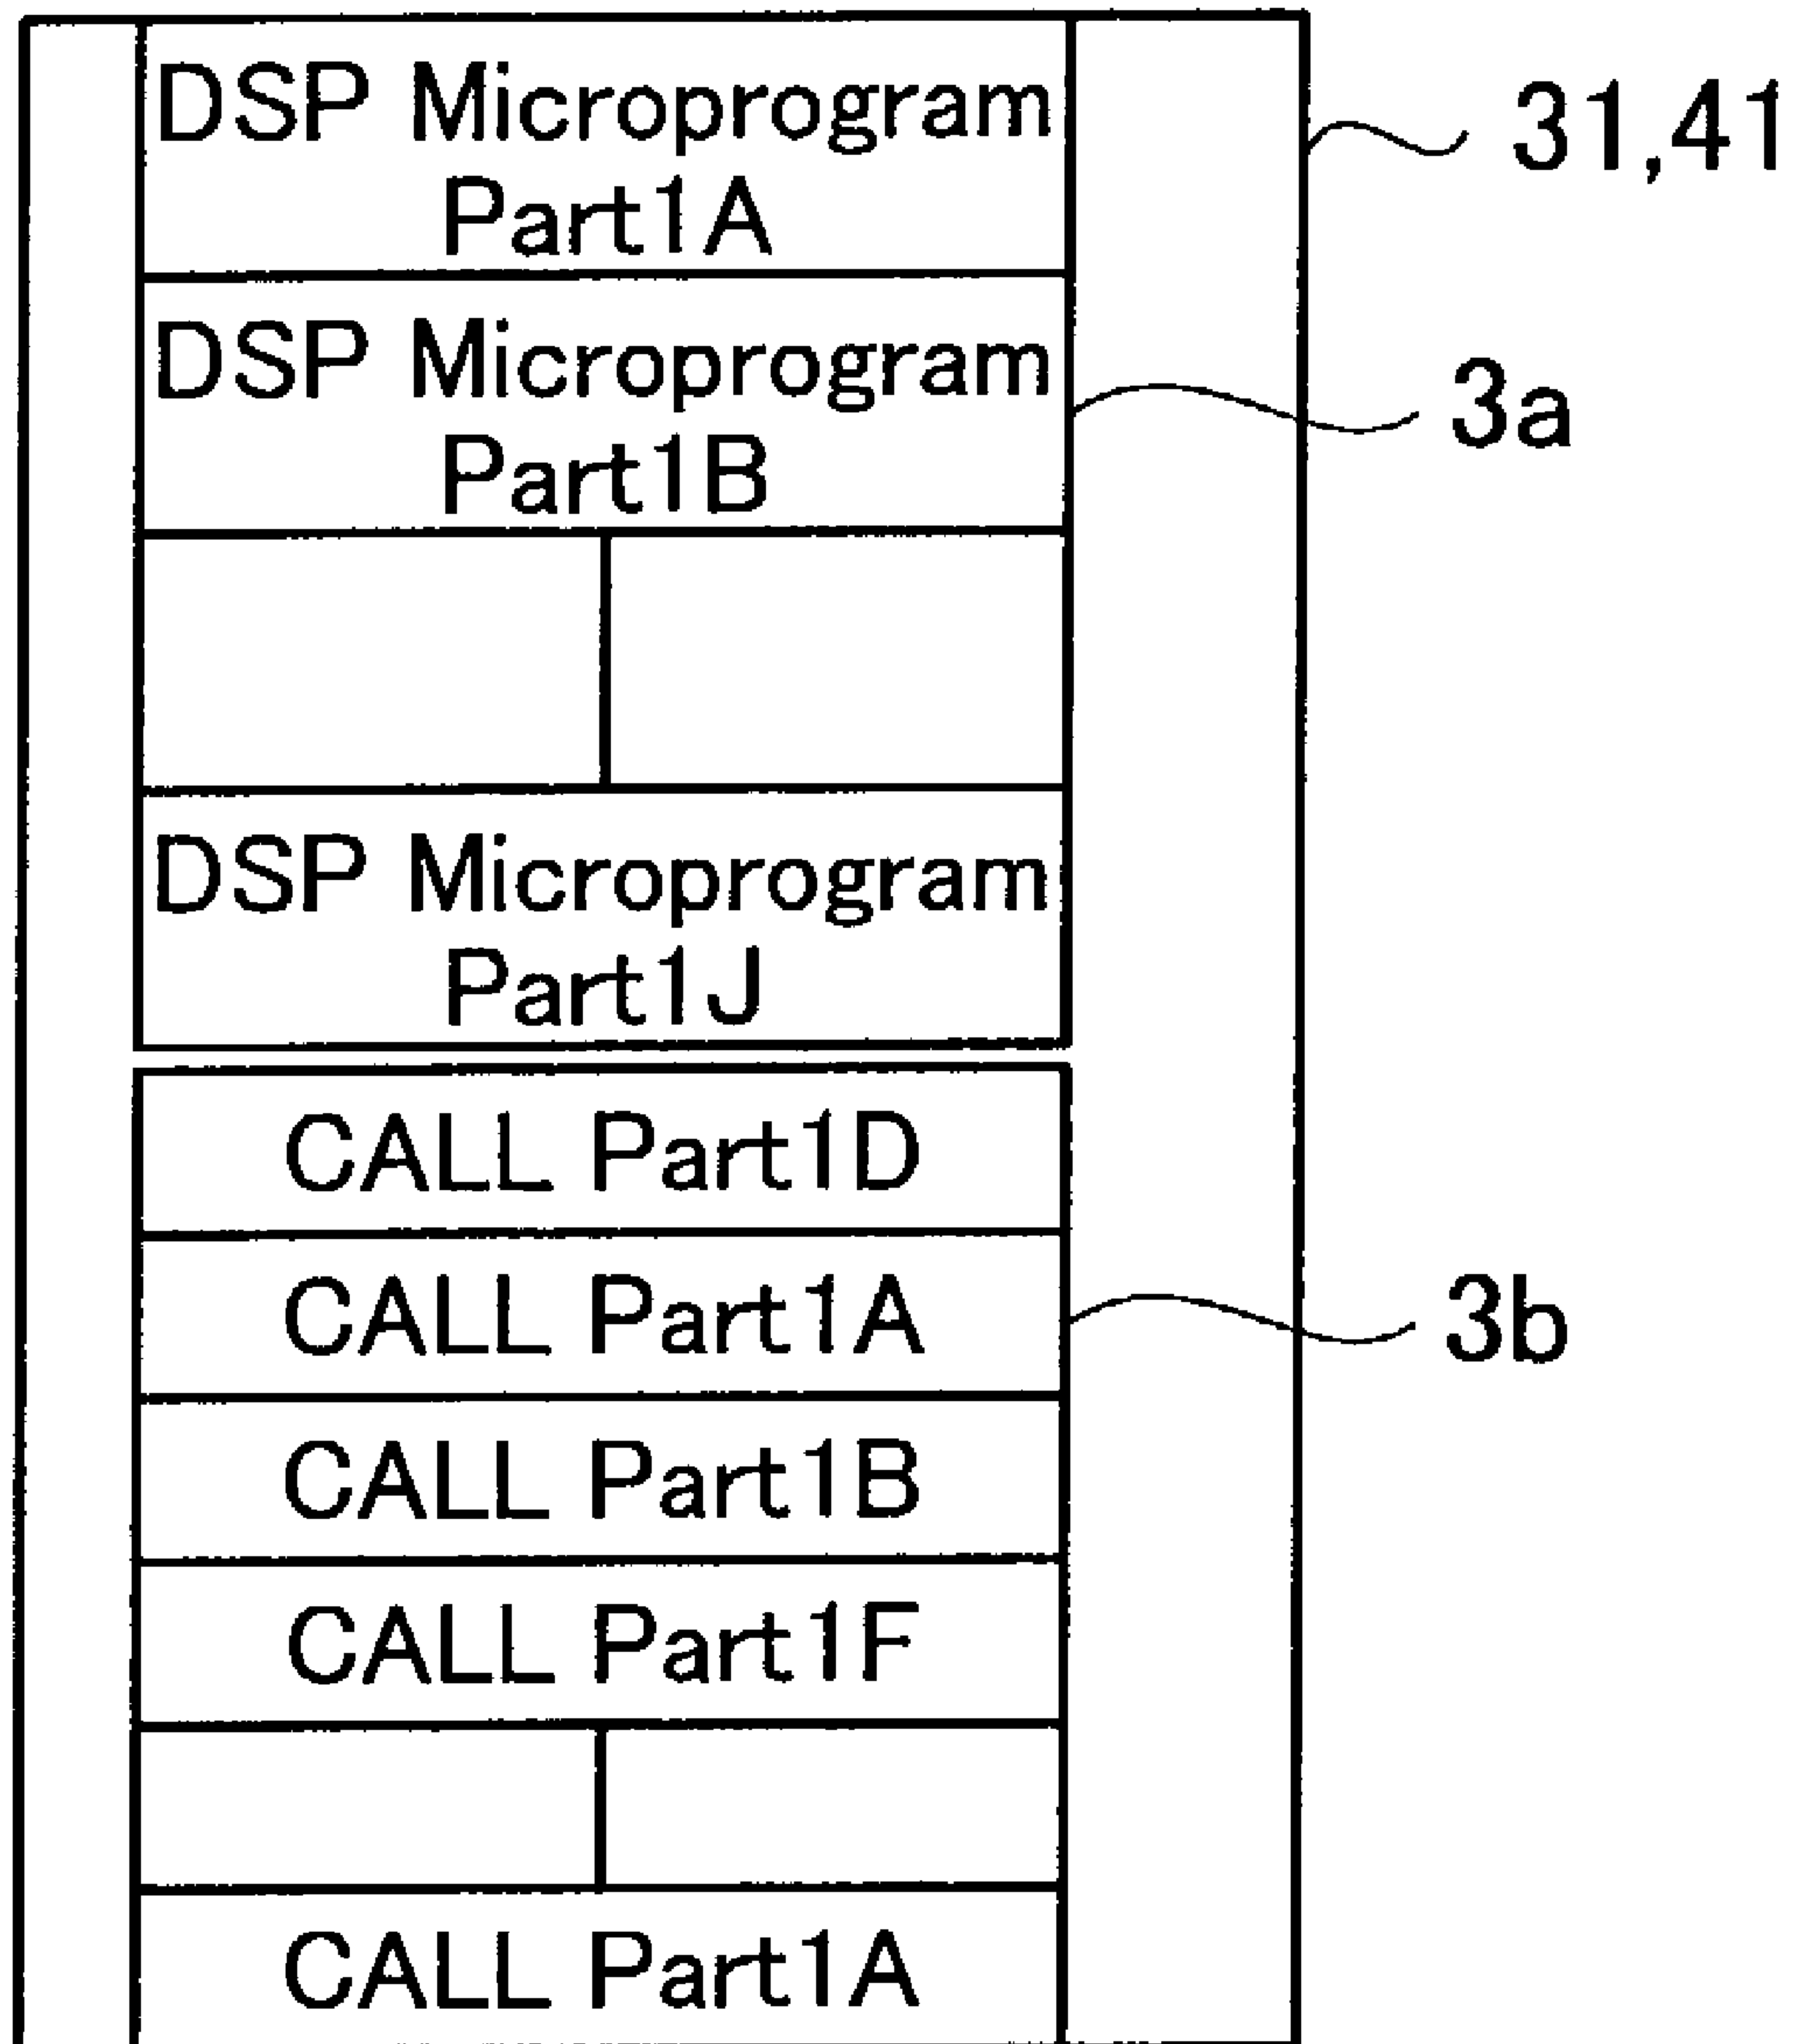 DSP Microprogram
Part1A
31,41
DSP Microprogram
Part1B
3a
DSP Microprogram
Part1J
CALL Part1D
CALL Part1A
3b
CALL Part1B
CALL Part1F
CALL Part1A